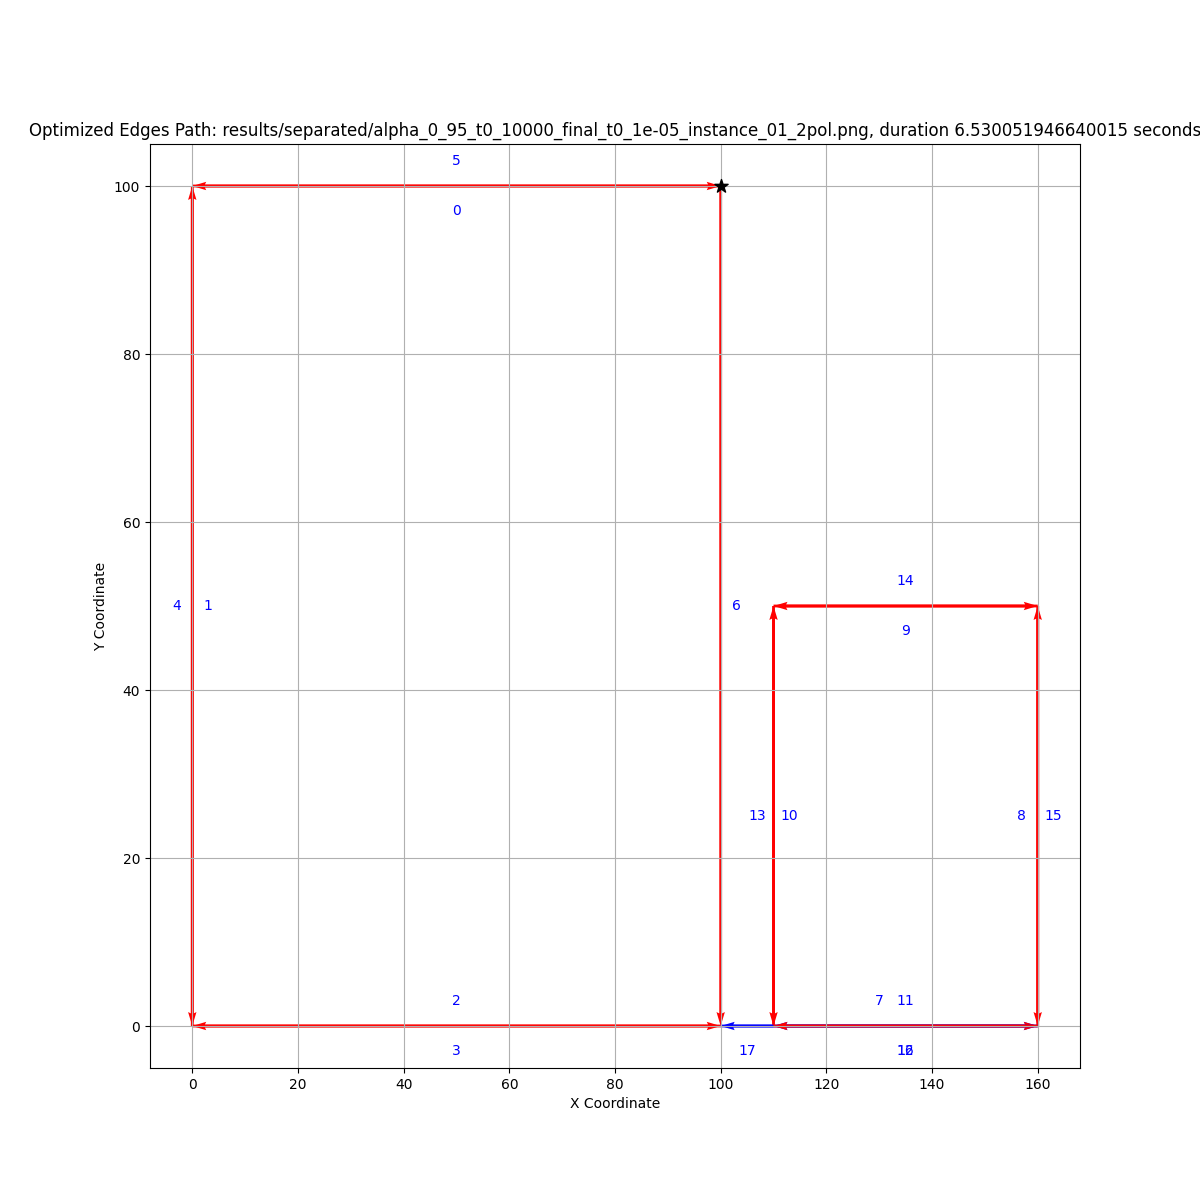 Optimized Edges Path: results/separated/alpha_0_95_t0_10000_final_t0_1e-05_instance_01_2pol.png, duration 6.530051946640015 seconds
5
100
0
80
60
14
4 1 6
9
Y Coordinate
40
13 10 8 15
20
2 7 11
0
3 17 16
0 20 40 60 80 100 120 140 160
X Coordinate